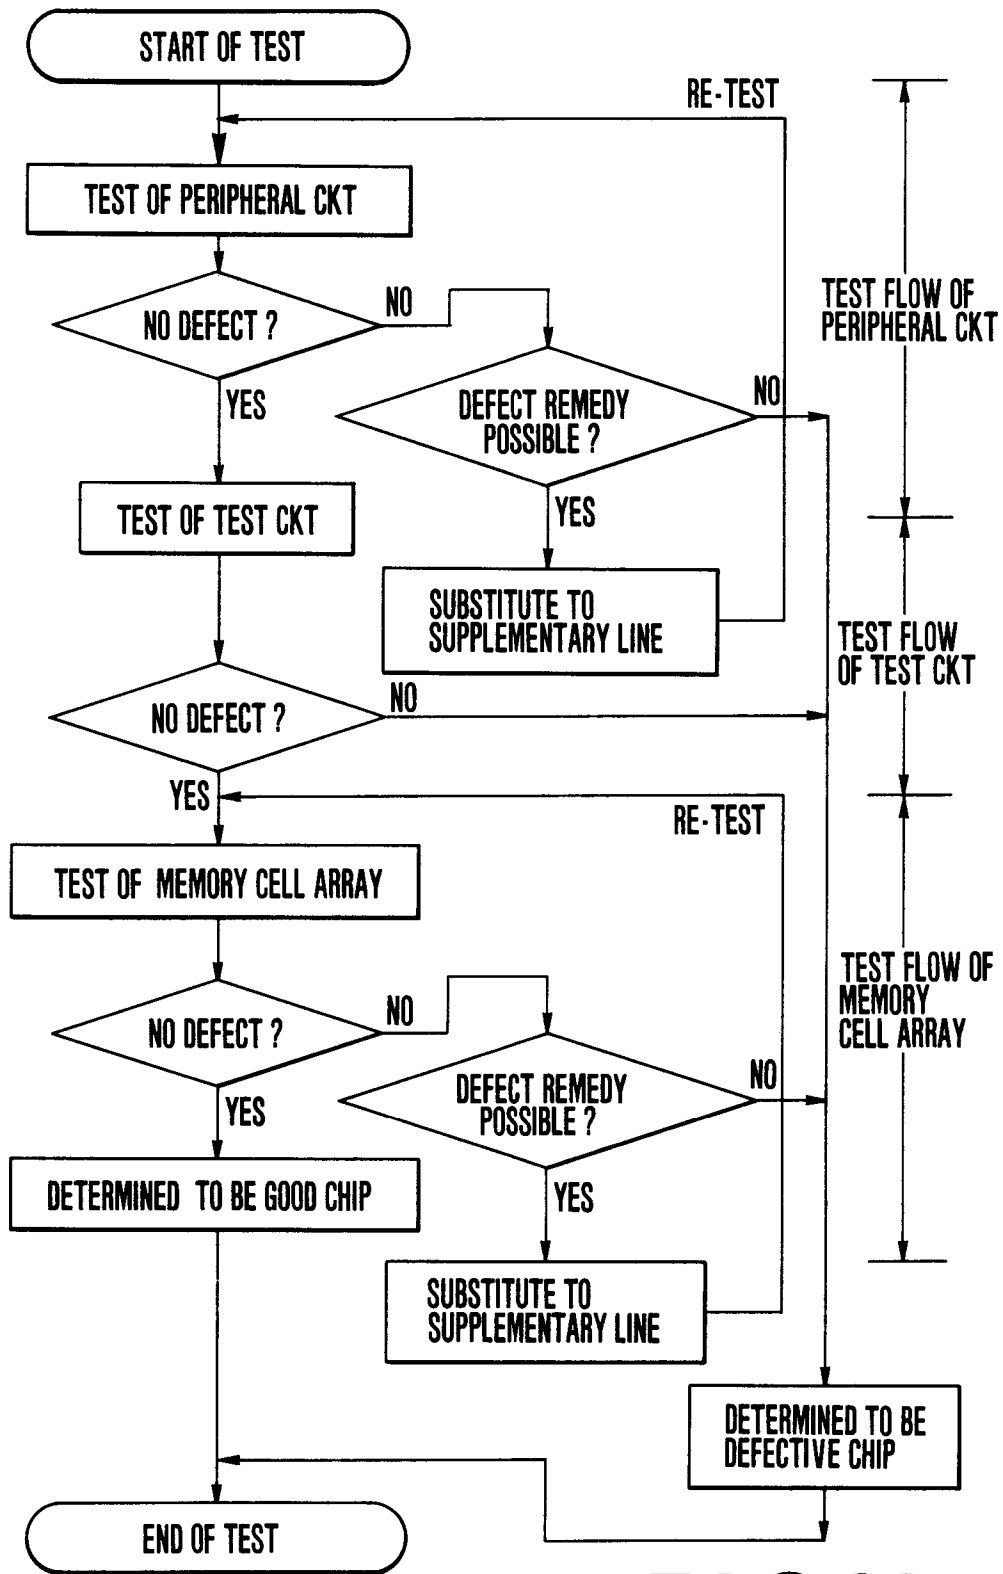 START OF TEST
RE-TEST
TEST OF PERIPHERAL CKT
NO DEFECT ?
NO
YES
DEFECT REMEDY
POSSIBLE ?
NO
YES
TEST FLOW OF
PERIPHERAL CKT
TEST OF TEST CKT
SUBSTITUTE TO
SUPPLEMENTARY LINE
TEST FLOW
OF TEST CKT
NO DEFECT ?
NO
YES
RE-TEST
TEST OF MEMORY CELL ARRAY
NO DEFECT ?
NO
YES
DEFECT REMEDY
POSSIBLE ?
NO
YES
TEST FLOW OF
MEMORY
CELL ARRAY
DETERMINED TO BE GOOD CHIP
SUBSTITUTE TO
SUPPLEMENTARY LINE
DETERMINED TO BE
DEFECTIVE CHIP
END OF TEST